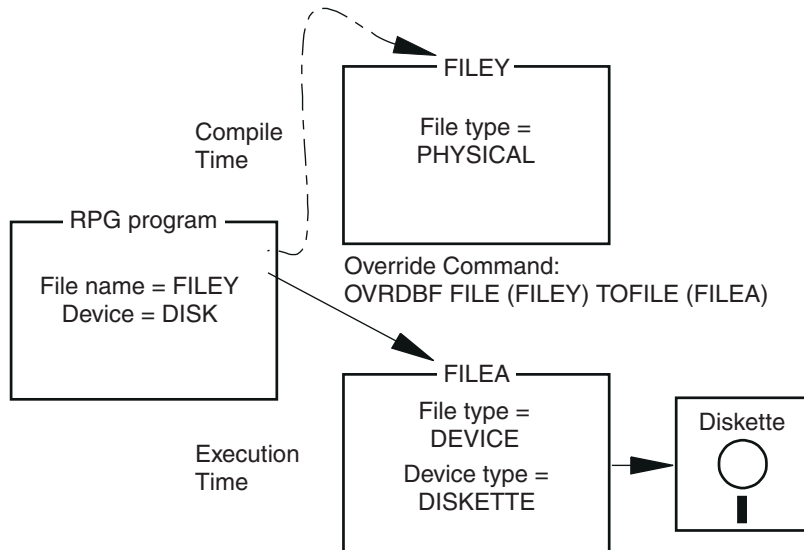 FILEY
File type =
PHYSICAL
Compile
Time
RPG program
File name = FILEY
Device = DISK
Override Command:
OVRDBF FILE (FILEY) TOFILE (FILEA)
FILEA
File type =
DEVICE
Device type =
DISKETTE
Execution
Time
Diskette